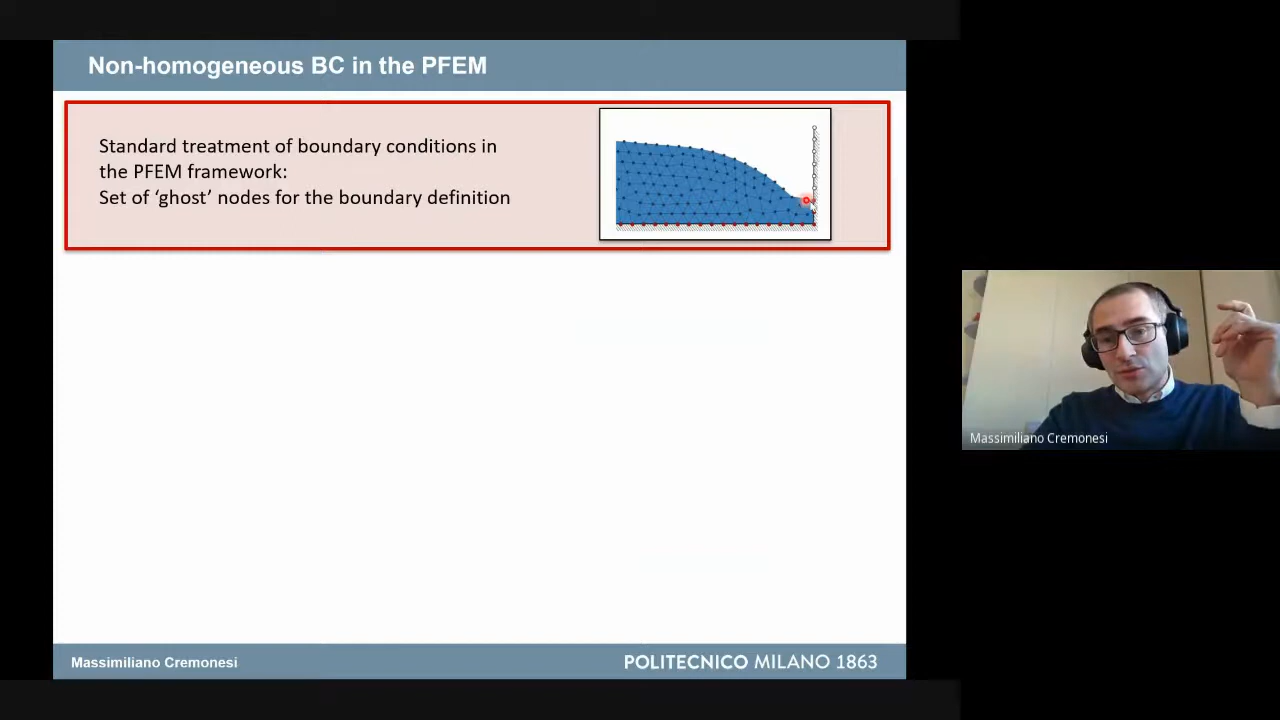 Non-homogeneous BC in the PFEM
Standard treatment of boundary conditions in
the PFEM framework:
Set of ‘ghost’ nodes for the boundary definition
Massimiliano Cremonesi
Massimiliano Cremonesi
POLITECNICO MILANO 1863